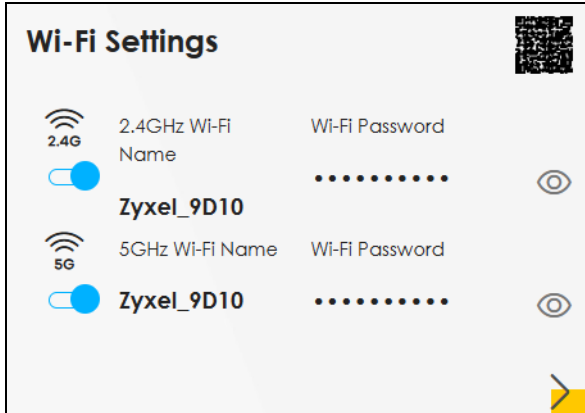 Wi-Fi Settings
2.4G
2.4GHz Wi-Fi
Name
Wi-Fi Password
••••••••••
Zyxel_9D10
5G
5GHz Wi-Fi Name
Wi-Fi Password
Zyxel_9D10
••••••••••